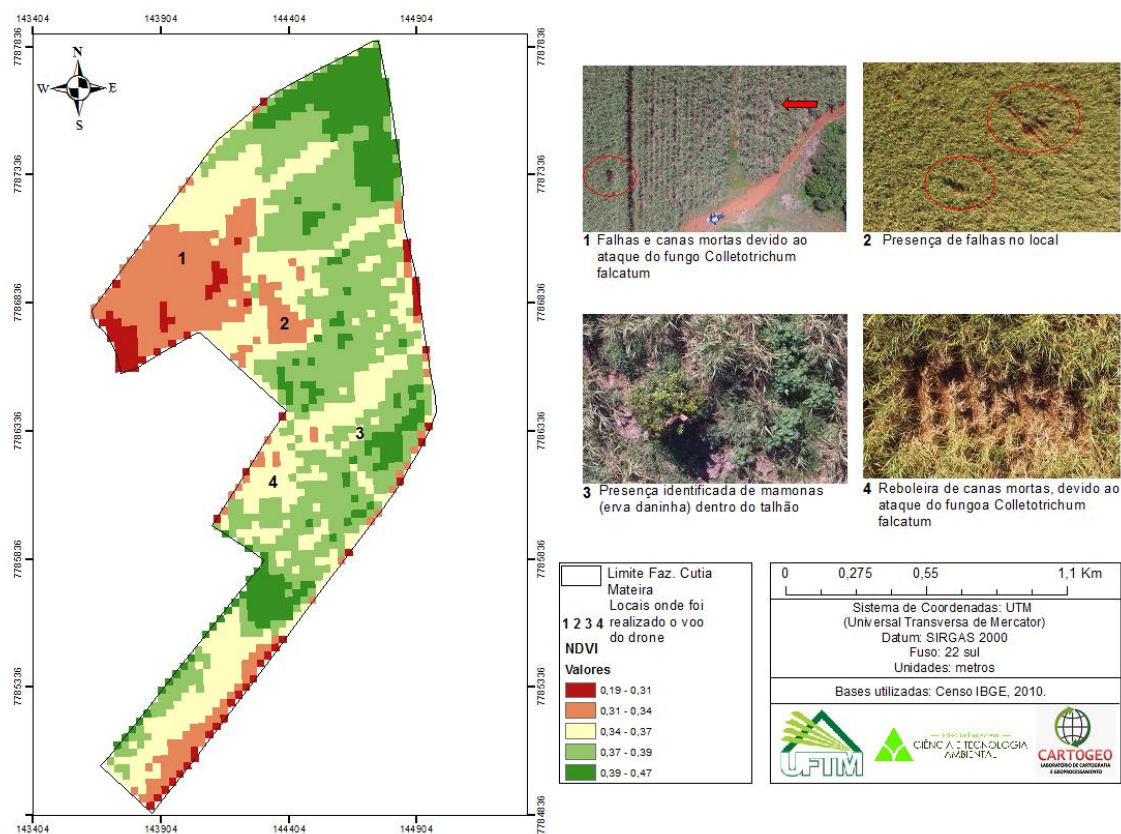 143404 143904 144404 144904
7787836
7787336
7786836
7786336
7785836
7785336
7784836
N
W E
S
1
2
3
4
7787836
7787336
7786836
7786336
7785836
7785336
7784836
143404 143904 144404 144904
1 Falhas e canas mortas devido ao
ataque do fungo Colletotrichum
falcatum
2 Presença de falhas no local
3 Presença identificada de mamonas
(erva daninha) dentro do talhão
4 Reboleira de canas mortas, devido ao
ataque do fungoa Colletotrichum
falcatum
Limite Faz. Cutia
Mateira
Locais onde foi
1 2 3 4 realizado o voo
do drone
NDVI
Valores
0,19 - 0,31
0,31 - 0,34
0,34 - 0,37
0,37 - 0,39
0,39 - 0,47
0 0,275 0,55 1,1 Km
Sistema de Coordenadas: UTM
(Universal Transversa de Mercator)
Datum: SIRGAS 2000
Fuso: 22 sul
Unidades: metros
Bases utilizadas: Censo IBGE, 2010.
UFTM
CIÊNCIA E TECNOLOGIA
AMBIENTAL
CARTOGEO
LABORATÓRIO DE CARTOGRAFIA
E GEOPROCESSAMENTO